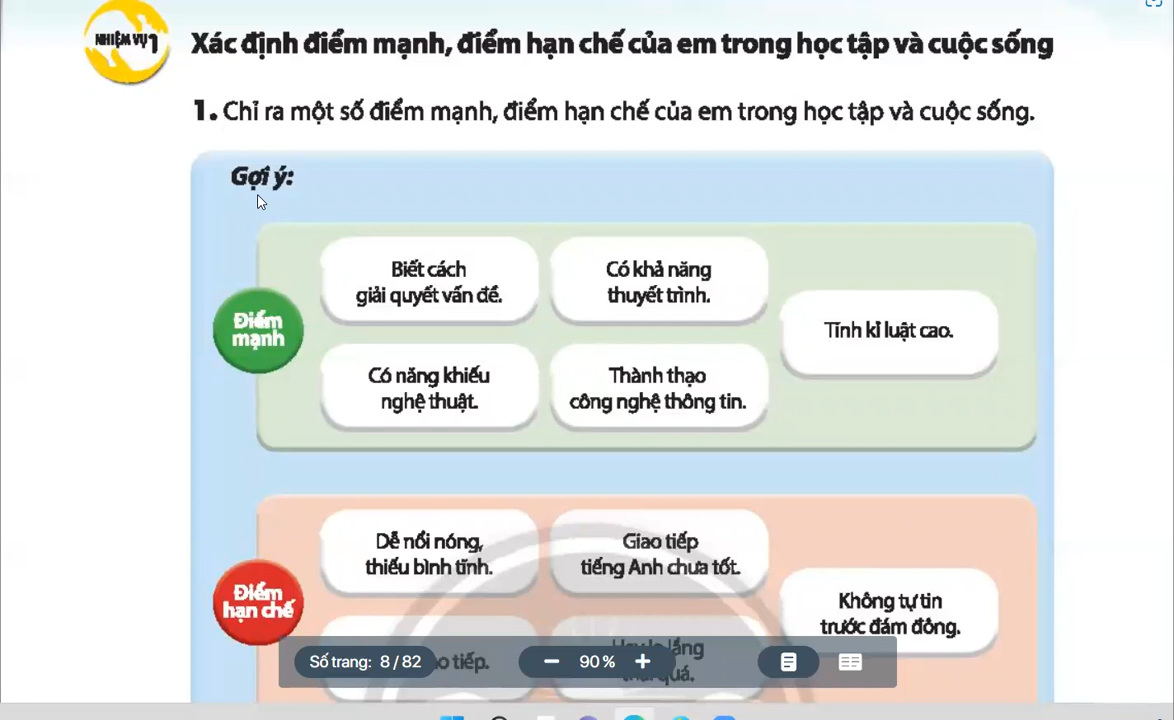 NHIỆM VỤ 1
Xác định điểm mạnh, điểm hạn chế của em trong học tập và cuộc sống
1. Chỉ ra một số điểm mạnh, điểm hạn chế của em trong học tập và cuộc sống.
Gợi ý:
Điểm
mạnh
Biết cách
giải quyết vấn đề.
Có khả năng
thuyết trình.
Tính kỉ luật cao.
Có năng khiếu
nghệ thuật.
Thành thạo
công nghệ thông tin.
Điểm
hạn chế
Dễ nổi nóng,
thiếu bình tĩnh.
Giao tiếp
tiếng Anh chưa tốt.
Không tự tin
trước đám đông.
tiếp.
quá.
Số trang: 8 / 82
90 %